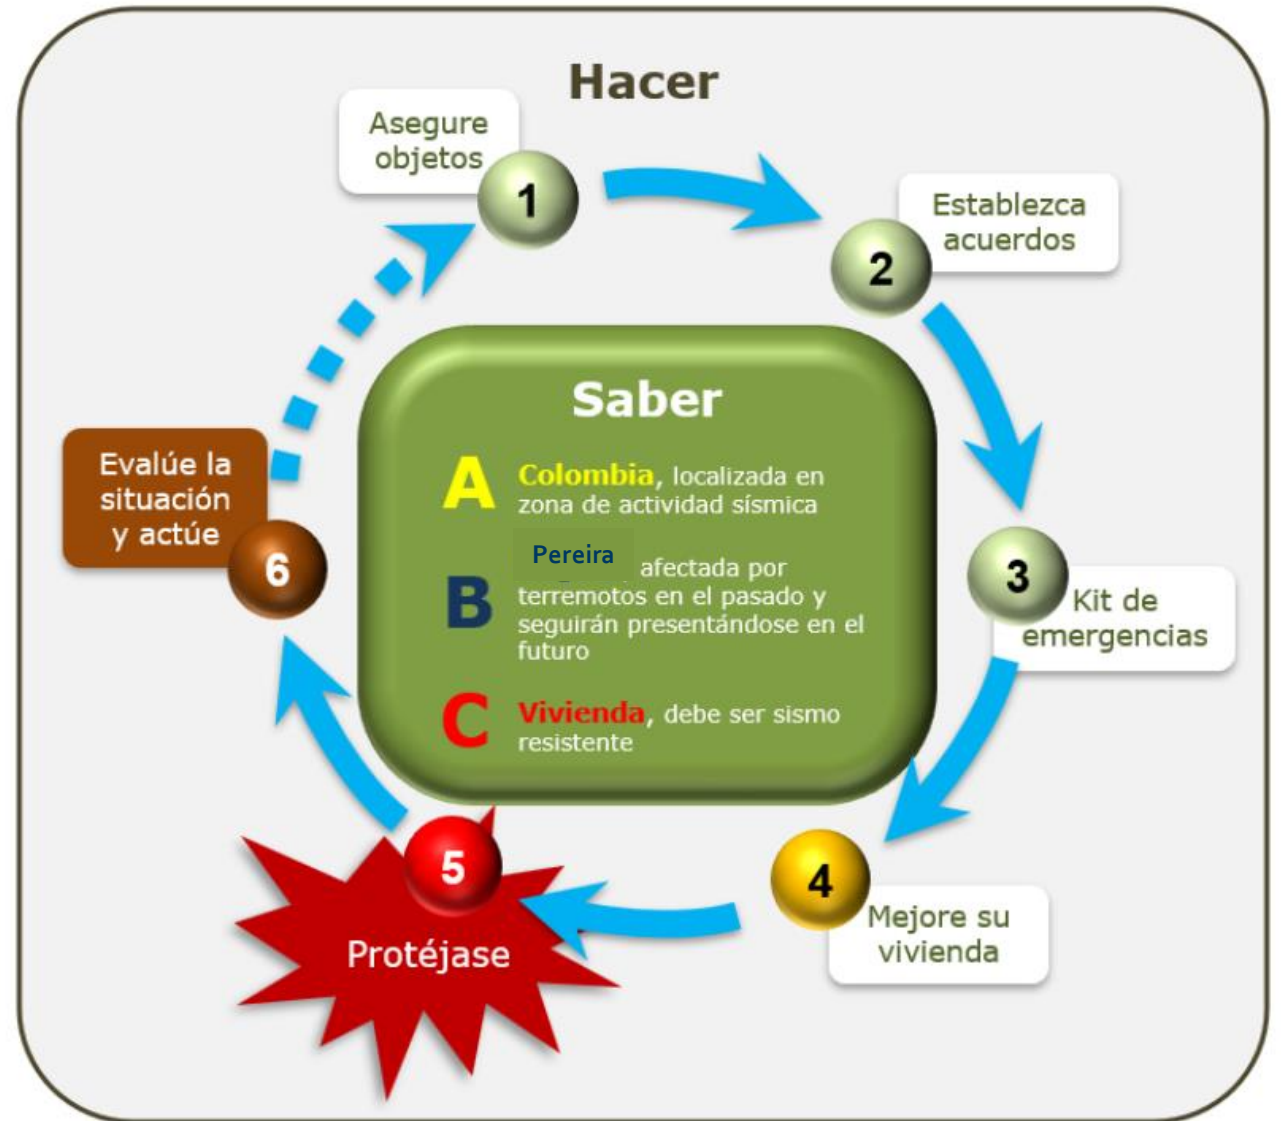 Hacer
Asegure
objetos
1
2
Establezca
acuerdos
3
Kit de
emergencias
4
Mejore su
vivienda
5
Protéjase
6
Evalúe la
situación
y actúe
Saber
A Colombia, localizada en
zona de actividad sísmica
B Pereira, afectada por
terremotos en el pasado y
seguirán presentándose en el
futuro
C Vivienda, debe ser sismo
resistente